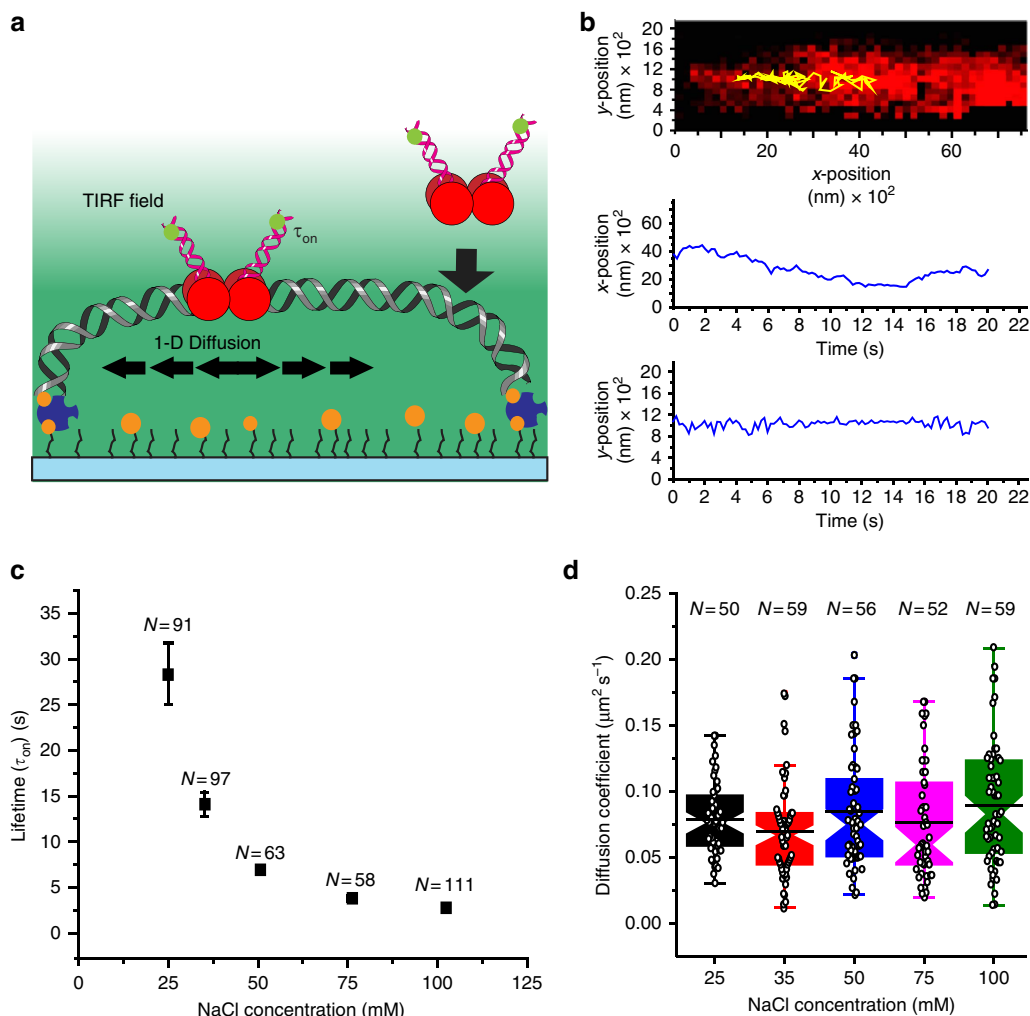 a
TIRF field
τon
1-D Diffusion
b
y-position
(nm) × 10²
20
16
12
8
4
0
0 20 40 60
x-position
(nm) × 10²
x-position
(nm) × 10²
60
40
20
0
0 2 4 6 8 10 12 14 16 18 20 22
Time (s)
y-position
(nm) × 10²
20
16
12
8
4
0
0 2 4 6 8 10 12 14 16 18 20 22
Time (s)
c
Lifetime (τon) (s)
35
30
25
20
15
10
5
0
N=91
N=97
N=63
N=58
N=111
0 25 50 75 100 125
NaCl concentration (mM)
d
Diffusion coefficient (μm² s⁻¹)
0.25
0.20
0.15
0.10
0.05
0.00
N=50 N=59 N=56 N=52 N=59
25 35 50 75 100
NaCl concentration (mM)